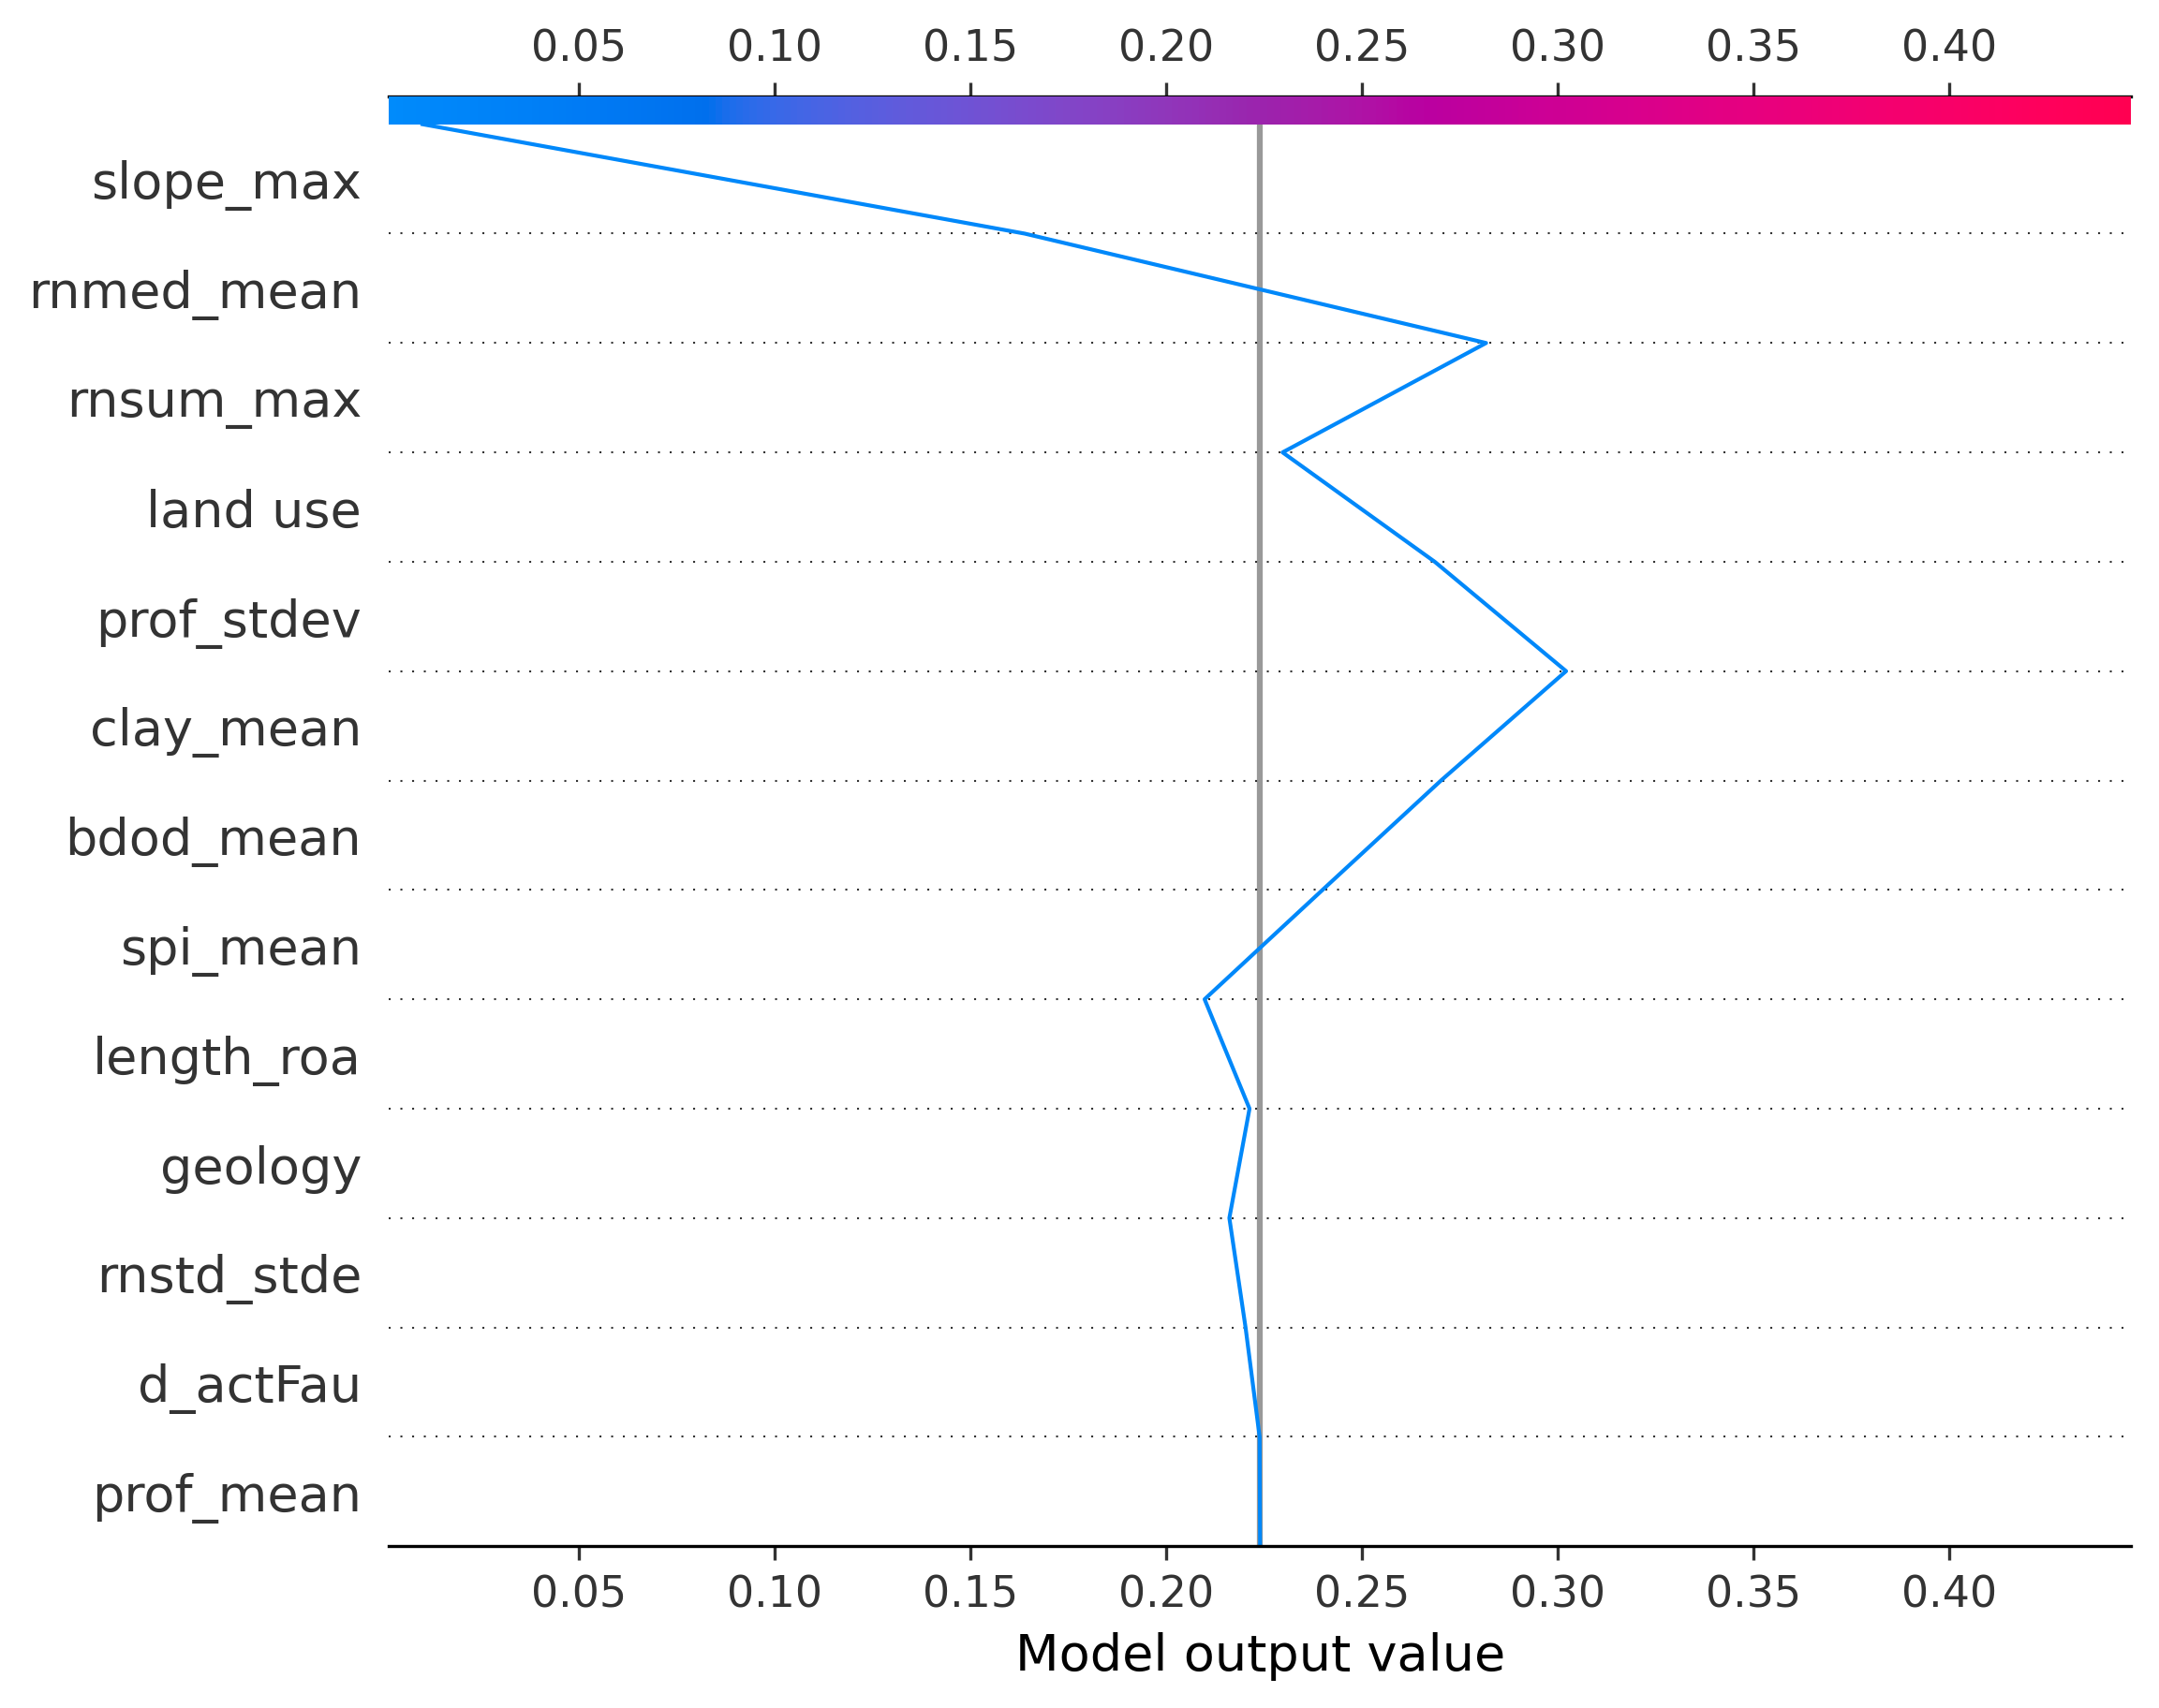 0.05 0.10 0.15 0.20 0.25 0.30 0.35 0.40
slope_max
rnmed_mean
rnsum_max
land use
prof_stdev
clay_mean
bdod_mean
spi_mean
length_roa
geology
rnstd_stde
d_actFau
prof_mean
0.05 0.10 0.15 0.20 0.25 0.30 0.35 0.40
Model output value